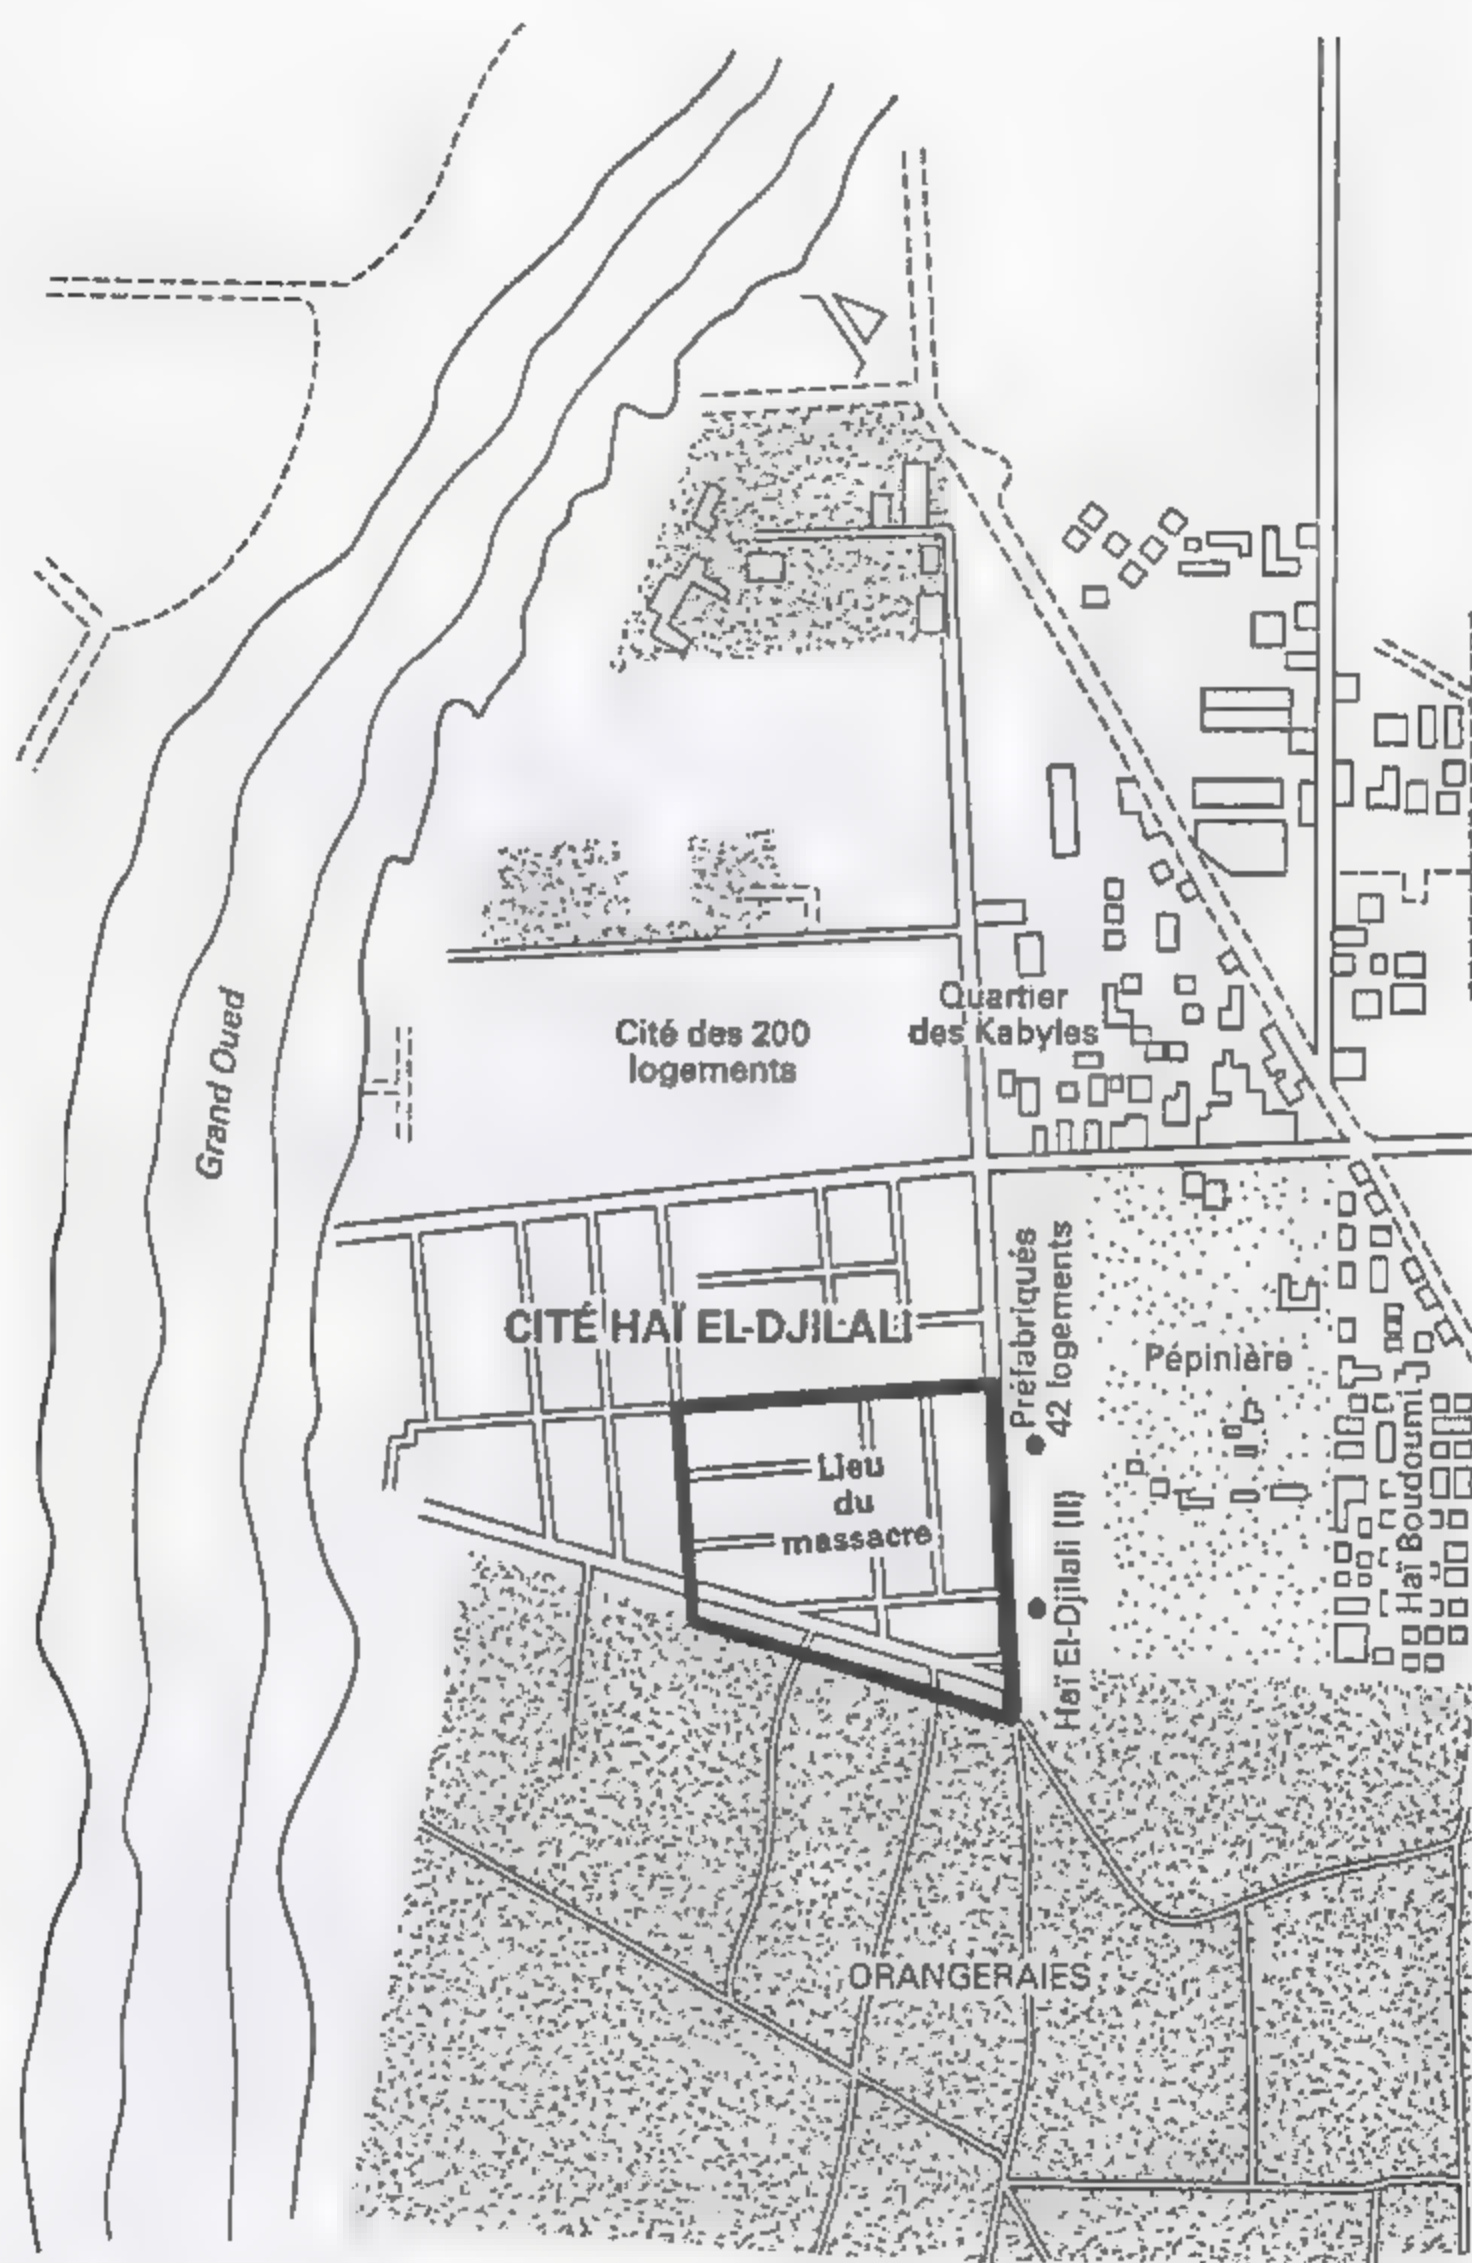 Grand Oued
Cité des 200
logements
Quartier
des Kabyles
CITÉ HAÏ EL-DJILALI
Préfabriqués
42 logements
Pépinière
Lieu
du
massacre
Haï El-Djilali (II)
Haï Boudoumi
ORANGERAIES